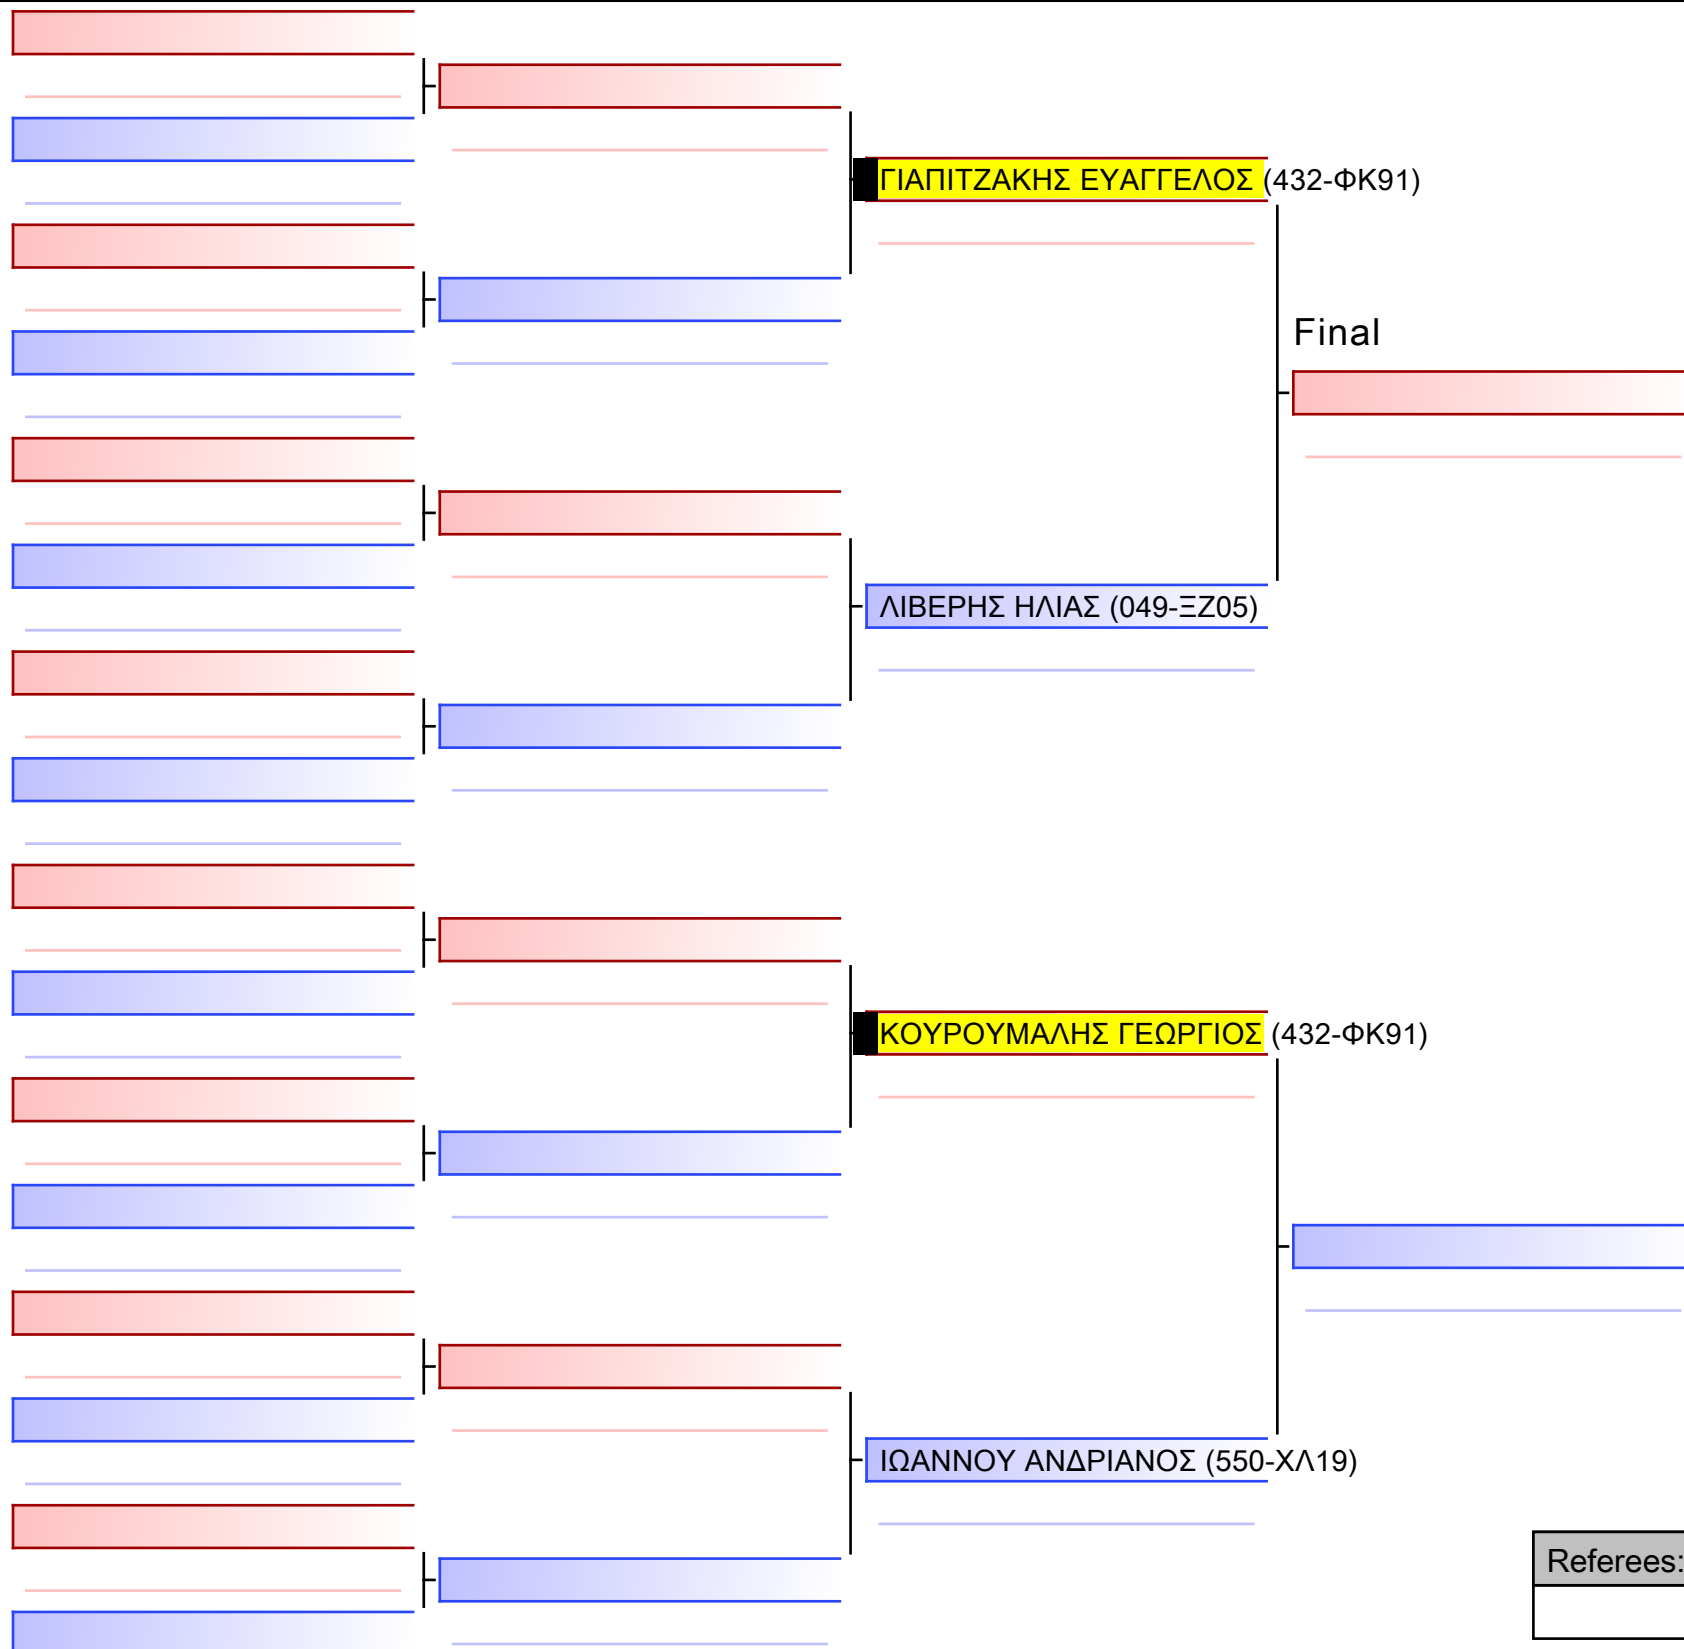 ΓΙΑΠΙΤΖΑΚΗΣ ΕΥΑΓΓΕΛΟΣ (432-ΦΚ91)
Final
ΛΙΒΕΡΗΣ ΗΛΙΑΣ (049-ΞΖ05)
ΚΟΥΡΟΥΜΑΛΗΣ ΓΕΩΡΓΙΟΣ (432-ΦΚ91)
ΙΩΑΝΝΟΥ ΑΝΔΡΙΑΝΟΣ (550-ΧΛ19)
Referees: